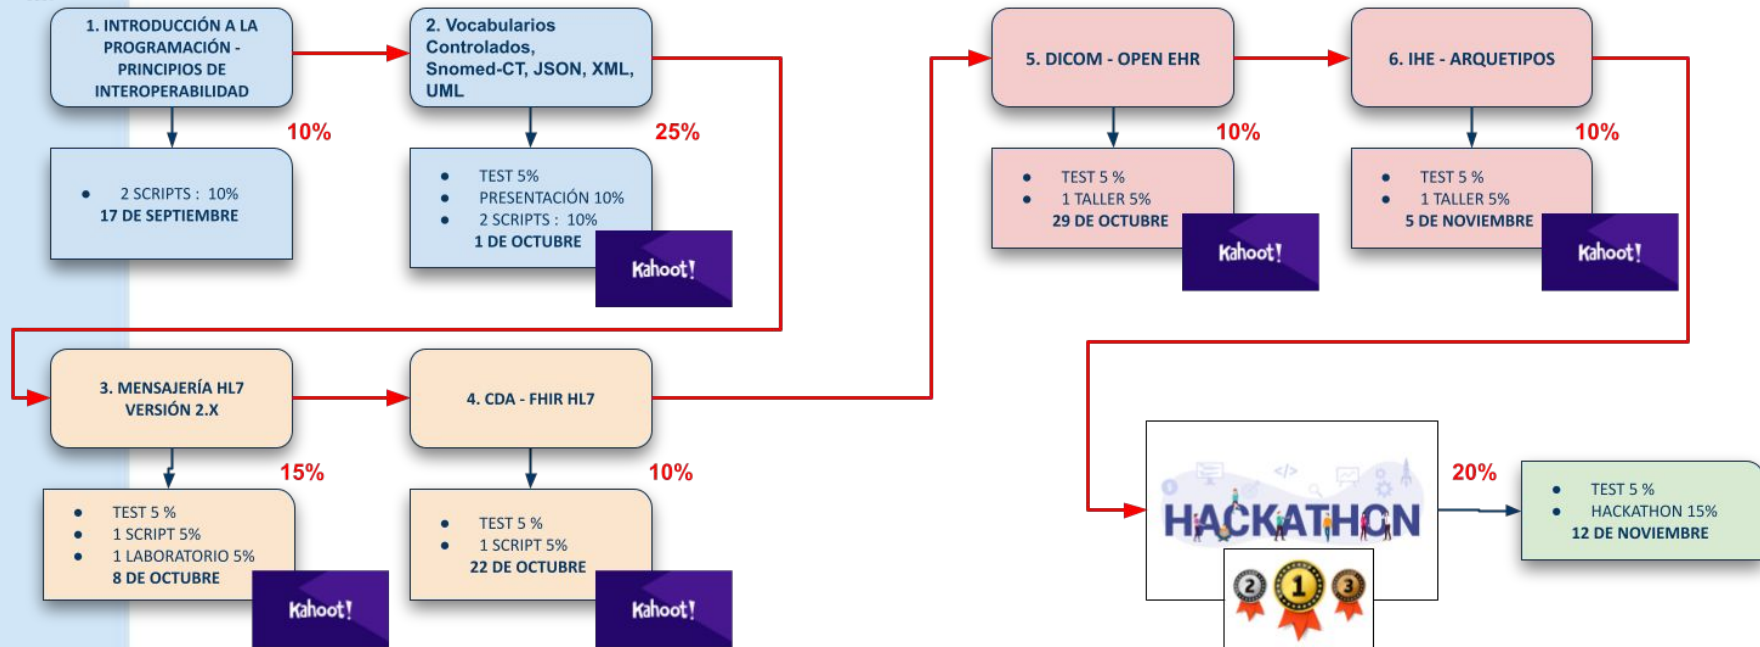 1. INTRODUCCIÓN A LA
PROGRAMACIÓN -
PRINCIPIOS DE
INTEROPERABILIDAD
10%
2 SCRIPTS : 10%
17 DE SEPTIEMBRE
2. Vocabularios
Controlados,
Snomed-CT, JSON, XML,
UML
25%
TEST 5%
PRESENTACIÓN 10%
2 SCRIPTS : 10%
1 DE OCTUBRE
Kahoot!
3. MENSAJERÍA HL7
VERSIÓN 2.X
15%
TEST 5 %
1 SCRIPT 5%
1 LABORATORIO 5%
8 DE OCTUBRE
Kahoot!
4. CDA - FHIR HL7
10%
TEST 5 %
1 SCRIPT 5%
22 DE OCTUBRE
Kahoot!
5. DICOM - OPEN EHR
10%
TEST 5 %
1 TALLER 5%
29 DE OCTUBRE
Kahoot!
6. IHE - ARQUETIPOS
10%
TEST 5 %
1 TALLER 5%
5 DE NOVIEMBRE
Kahoot!
HACKATHON
2 1 3
20%
TEST 5 %
HACKATHON 15%
12 DE NOVIEMBRE